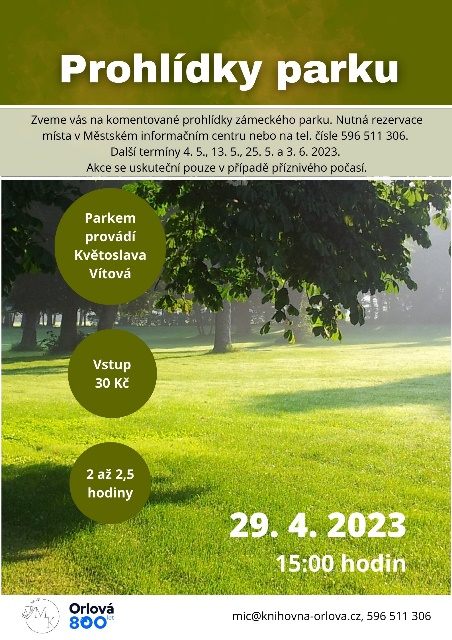 Prohlídky parku
Zveme vás na komentované prohlídky zámeckého parku. Nutná rezervace
místa v Městském informačním centru nebo na tel. čísle 596 511 306.
Další termíny 4. 5., 13. 5., 25. 5. a 3. 6. 2023.
Akce se uskuteční pouze v případě příznivého počasí.
Parkem
provádí
Květoslava
Vítová
Vstup
30 Kč
2 až 2,5
hodiny
29. 4. 2023
15:00 hodin
Orlová
800 let
mic@knihovna-orlova.cz, 596 511 306